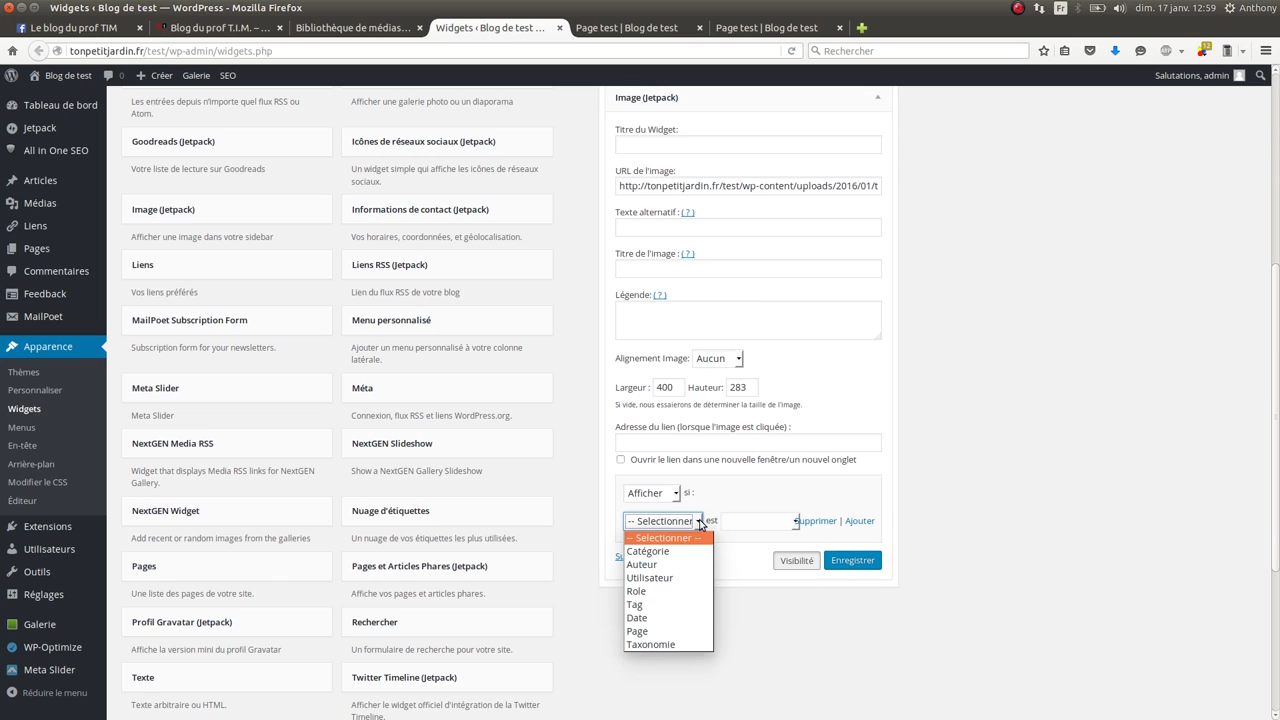 Widgets ‹ Blog de test — WordPress - Mozilla Firefox
Fr
dim. 17 janv. 12:59
Anthony
Le blog du prof TIM
Blog du prof T.I.M. – ...
Bibliothèque de médias...
Widgets ‹ Blog de test ...
Page test | Blog de test
Page test | Blog de test
tonpetitjardin.fr/test/wp-admin/widgets.php
Rechercher
Blog de test
0
Créer
Galerie
SEO
Salutations, admin
Tableau de bord
Jetpack
All in One SEO
Articles
Médias
Liens
Pages
Commentaires
Feedback
MailPoet
Apparence
Thèmes
Personnaliser
Widgets
Menus
En-tête
Arrière-plan
Modifier le CSS
Éditeur
Extensions
Utilisateurs
Outils
Réglages
Galerie
WP-Optimize
Meta Slider
Réduire le menu
Les entrées depuis n'importe quel flux RSS ou
Atom.
Goodreads (Jetpack)
Votre liste de lecture sur Goodreads
Image (Jetpack)
Afficher une image dans votre sidebar
Liens
Vos liens préférés
MailPoet Subscription Form
Subscription form for your newsletters.
Meta Slider
Meta Slider
NextGEN Media RSS
Widget that displays Media RSS links for NextGEN
Gallery.
NextGEN Widget
Add recent or random images from the galleries
Pages
Une liste des pages de votre site.
Profil Gravatar (Jetpack)
Affiche la version mini du profil Gravatar
Texte
Texte arbitraire ou HTML.
Afficher une galerie photo ou un diaporama
Icônes de réseaux sociaux (Jetpack)
Un widget simple qui affiche les icônes de réseaux
sociaux.
Informations de contact (Jetpack)
Vos horaires, coordonnées, et géolocalisation.
Liens RSS (Jetpack)
Lien du flux RSS de votre blog
Menu personnalisé
Ajouter un menu personnalisé à votre colonne
latérale.
Méta
Connexion, flux RSS et liens WordPress.org.
NextGEN Slideshow
Show a NextGEN Gallery Slideshow
Nuage d'étiquettes
Un nuage de vos étiquettes les plus utilisées.
Pages et Articles Phares (Jetpack)
Affiche vos pages et articles phares.
Rechercher
Un formulaire de recherche pour votre site.
Twitter Timeline (Jetpack)
Afficher le widget officiel d'intégration de la Twitter
Timeline.
Image (Jetpack)
Titre du Widget:
URL de l'image:
http://tonpetitjardin.fr/test/wp-content/uploads/2016/01/t
Texte alternatif : ( ? )
Titre de l'image : ( ? )
Légende: ( ? )
Alignement Image: Aucun
Largeur : 400 Hauteur: 283
Si vide, nous essaierons de déterminer la taille de l'image.
Adresse du lien (lorsque l'image est cliquée) :
Ouvrir le lien dans une nouvelle fenêtre/un nouvel onglet
Afficher si :
-- Selectionner est Supprimer | Ajouter
-- Selectionner --
Catégorie
Auteur
Utilisateur
Role
Tag
Date
Page
Taxonomie
Visibilité
Enregistrer